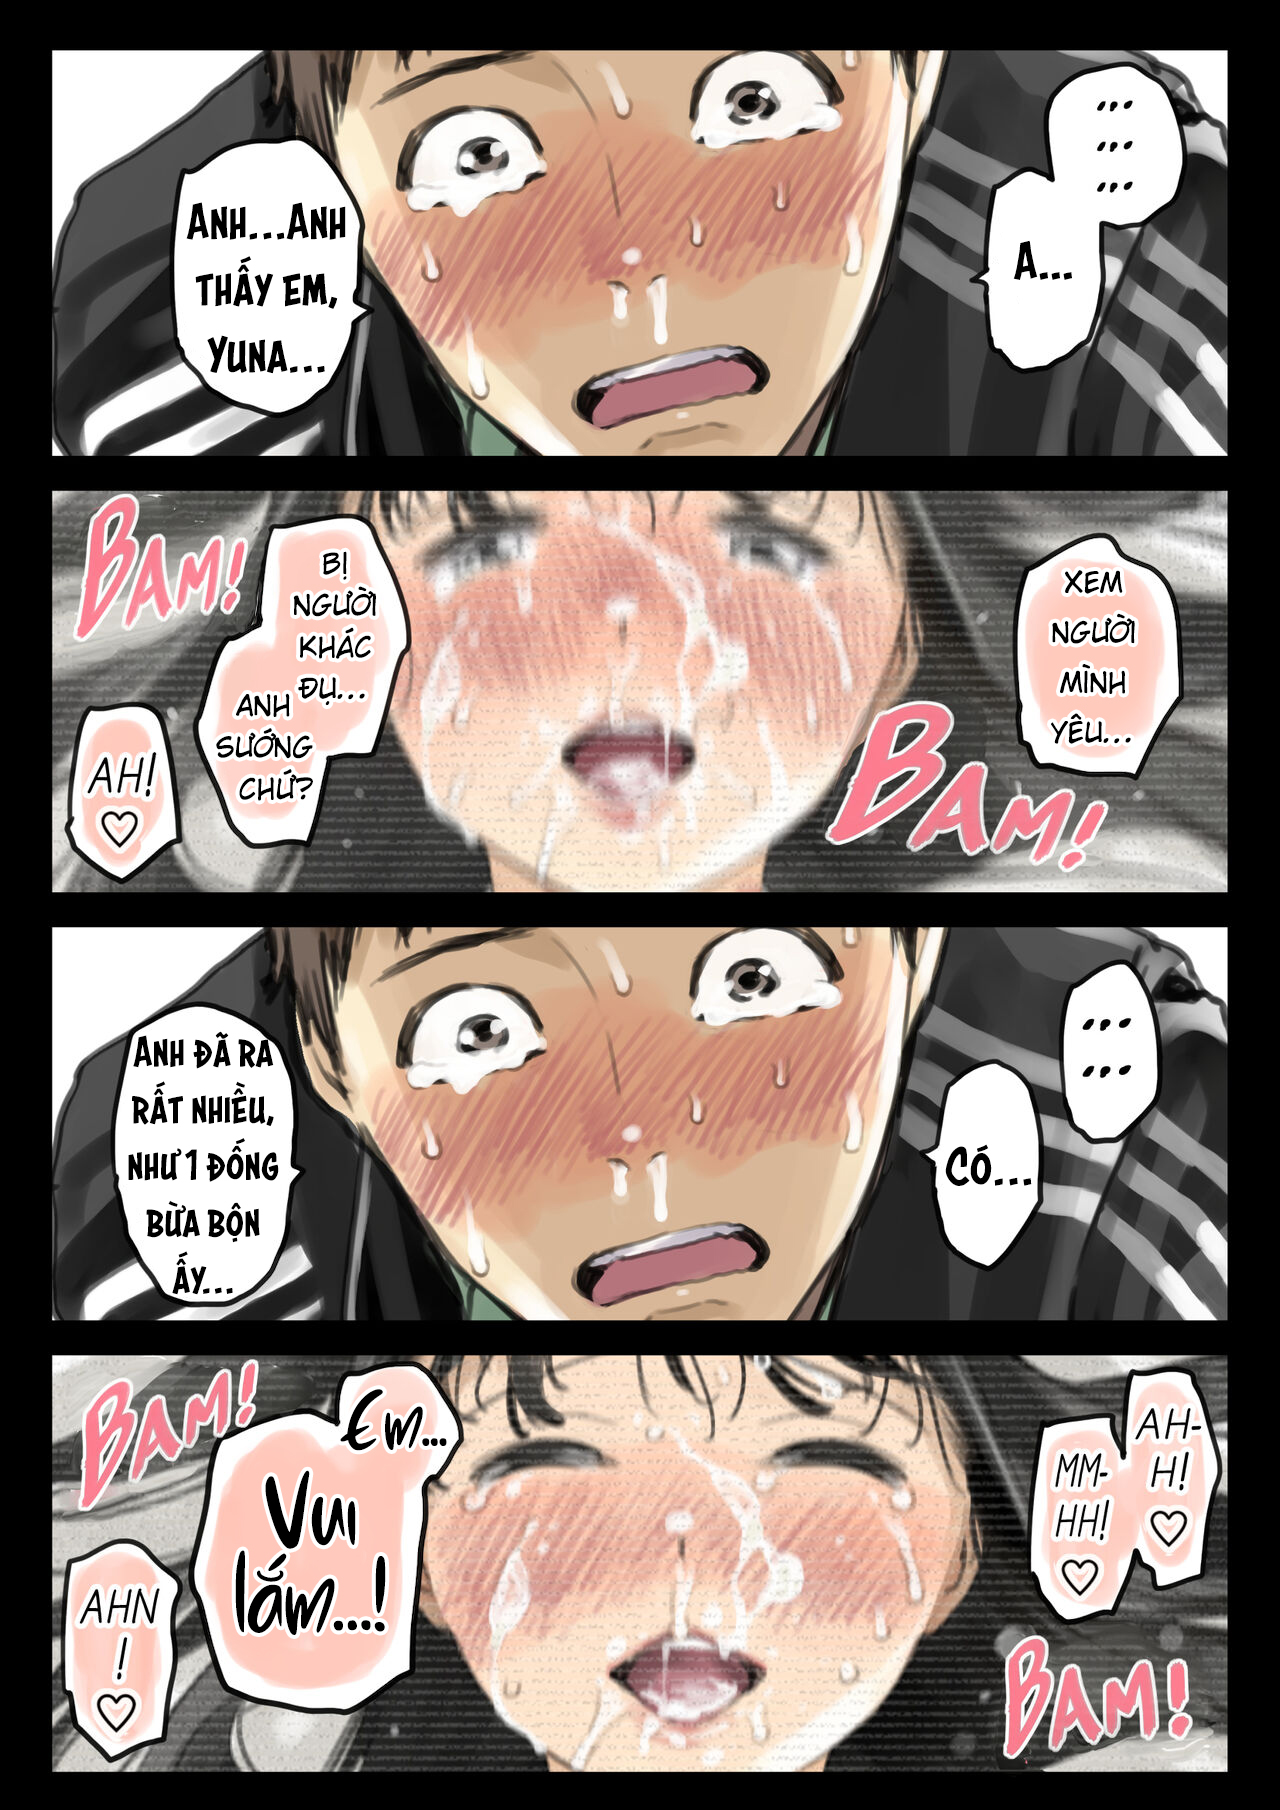 ...
...
...
A...
ANH...ANH
THẤY EM,
YUNA...
XEM
NGƯỜI
MÌNH
YÊU...
BỊ
NGƯỜI
KHÁC
ĐỤ...
ANH
SƯỚNG
CHỨ?
AH!
♡
BAM!
BAM!
...
...
CÓ...
ANH ĐÃ RA
RẤT NHIỀU,
NHƯ 1 ĐỐNG
BỪA BỘN
ẤY...
AH-
H!
♡
MM-
HH!
♡
EM...
VUI
LẮM...!
AHN
!
♡
BAM!
BAM!